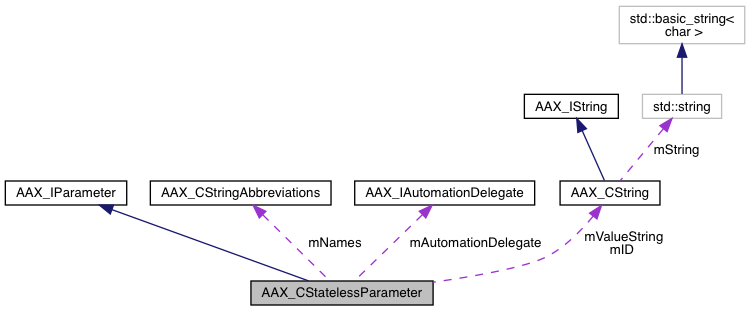 std::basic_string<
char >
AAX_IString
std::string
mString
AAX_IParameter
AAX_CStringAbbreviations
AAX_IAutomationDelegate
AAX_CString
mNames
mAutomationDelegate
mValueString
mID
AAX_CStatelessParameter